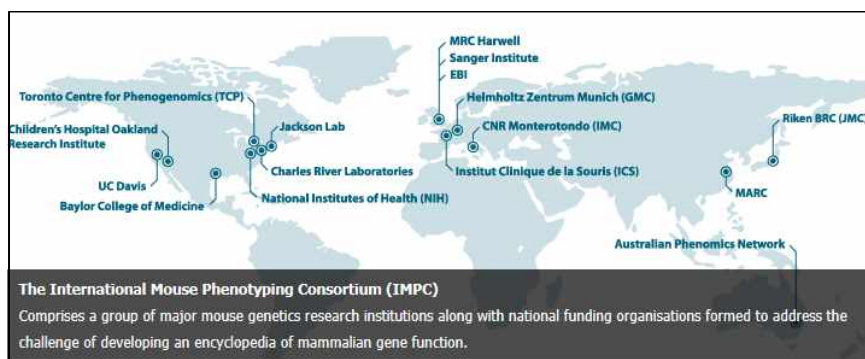 MRC Harwell
Sanger Institute
EBI
Toronto Centre for Phenogenomics (TCP)
Helmholtz Zentrum Munich (GMC)
Children's Hospital Oakland
Research Institute
Jackson Lab
CNR Monterotondo (IMC)
Riken BRC (JMC)
Charles River Laboratories
Institut Clinique de la Souris (ICS)
UC Davis
National Institutes of Health (NIH)
MARC
Baylor College of Medicine
Australian Phenomics Network
The International Mouse Phenotyping Consortium (IMPC)
Comprises a group of major mouse genetics research institutions along with national funding organisations formed to address the
challenge of developing an encyclopedia of mammalian gene function.